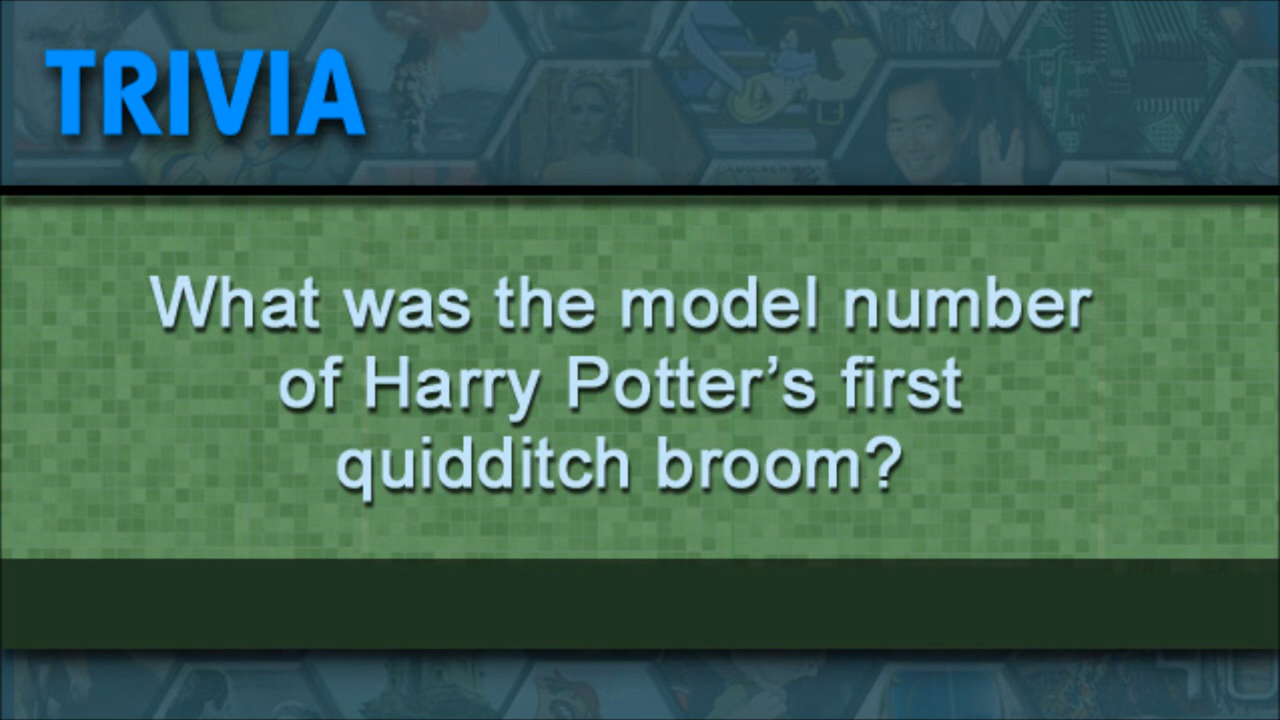 TRIVIA
What was the model number
of Harry Potter’s first
quidditch broom?